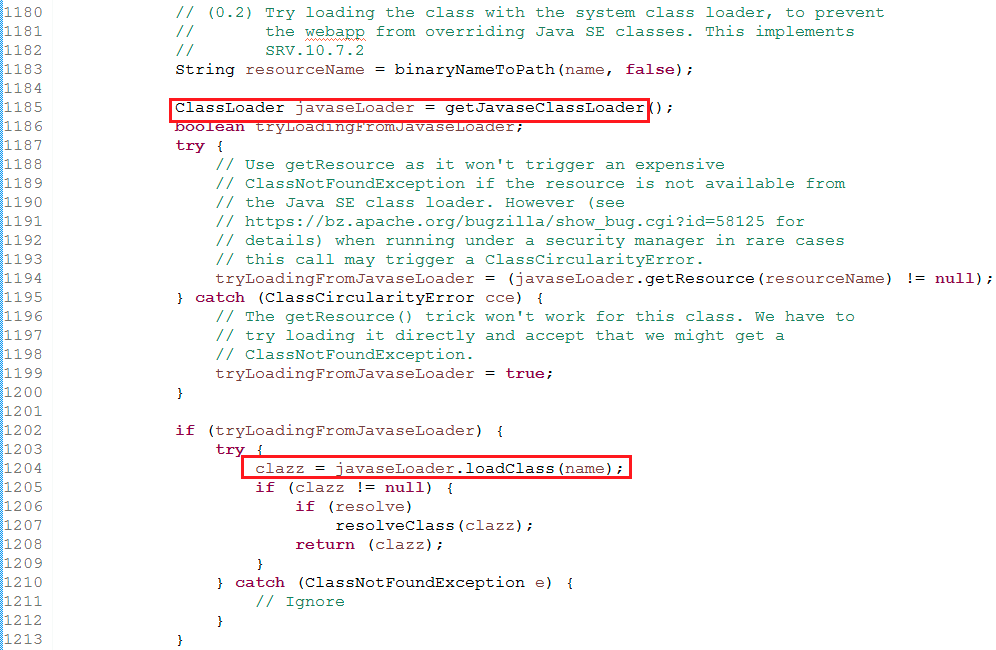 1180 // (0.2) Try loading the class with the system class loader, to prevent
1181 // the webapp from overriding Java SE classes. This implements
1182 // SRV.10.7.2
1183 String resourceName = binaryNameToPath(name, false);
1184
1185 ClassLoader javaseLoader = getJavaseClassLoader();
1186 boolean tryLoadingFromJavaseLoader;
1187 try {
1188 // Use getResource as it won't trigger an expensive
1189 // ClassNotFoundException if the resource is not available from
1190 // the Java SE class loader. However (see
1191 // https://bz.apache.org/bugzilla/show_bug.cgi?id=58125 for
1192 // details) when running under a security manager in rare cases
1193 // this call may trigger a ClassCircularityError.
1194 tryLoadingFromJavaseLoader = (javaseLoader.getResource(resourceName) != null);
1195 } catch (ClassCircularityError cce) {
1196 // The getResource() trick won't work for this class. We have to
1197 // try loading it directly and accept that we might get a
1198 // ClassNotFoundException.
1199 tryLoadingFromJavaseLoader = true;
1200 }
1201
1202 if (tryLoadingFromJavaseLoader) {
1203 try {
1204 clazz = javaseLoader.loadClass(name);
1205 if (clazz != null) {
1206 if (resolve)
1207 resolveClass(clazz);
1208 return (clazz);
1209 }
1210 } catch (ClassNotFoundException e) {
1211 // Ignore
1212 }
1213 }